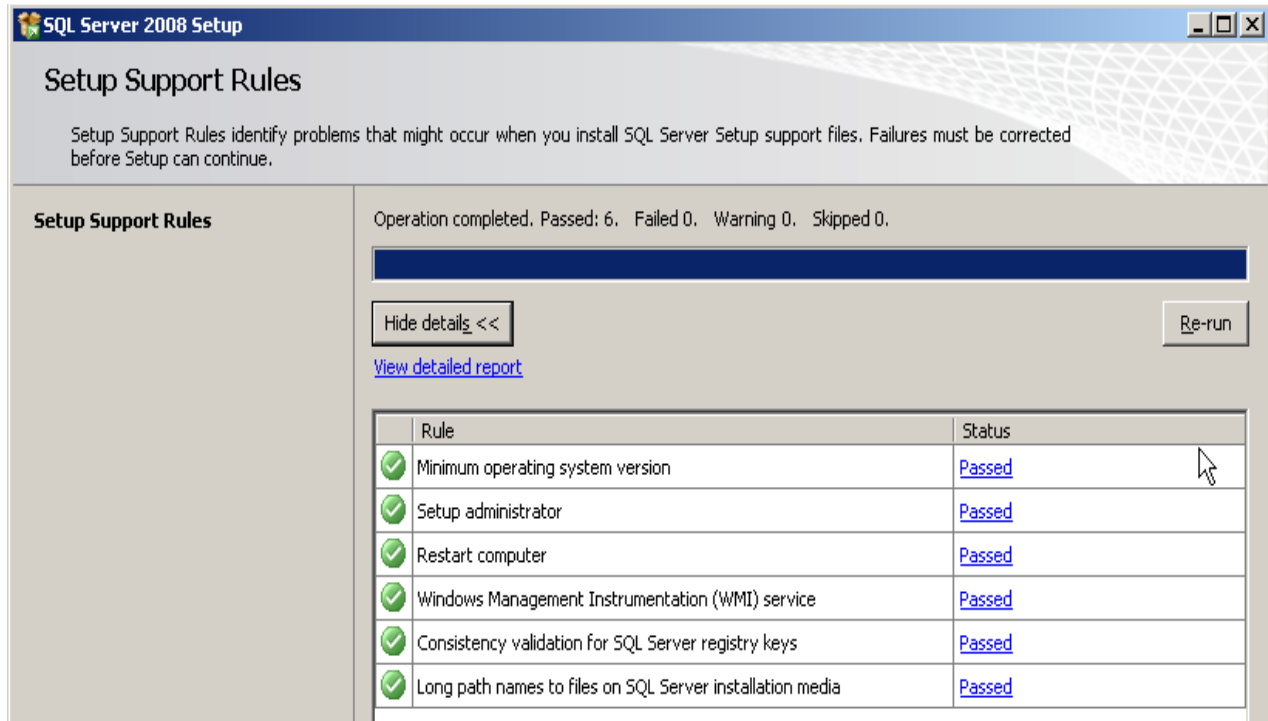 SQL Server 2008 Setup
Setup Support Rules
Setup Support Rules identify problems that might occur when you install SQL Server Setup support files. Failures must be corrected
before Setup can continue.
Setup Support Rules
Operation completed. Passed: 6. Failed 0. Warning 0. Skipped 0.
Hide details <<
Re-run
View detailed report
Rule Status
Minimum operating system version Passed
Setup administrator Passed
Restart computer Passed
Windows Management Instrumentation (WMI) service Passed
Consistency validation for SQL Server registry keys Passed
Long path names to files on SQL Server installation media Passed